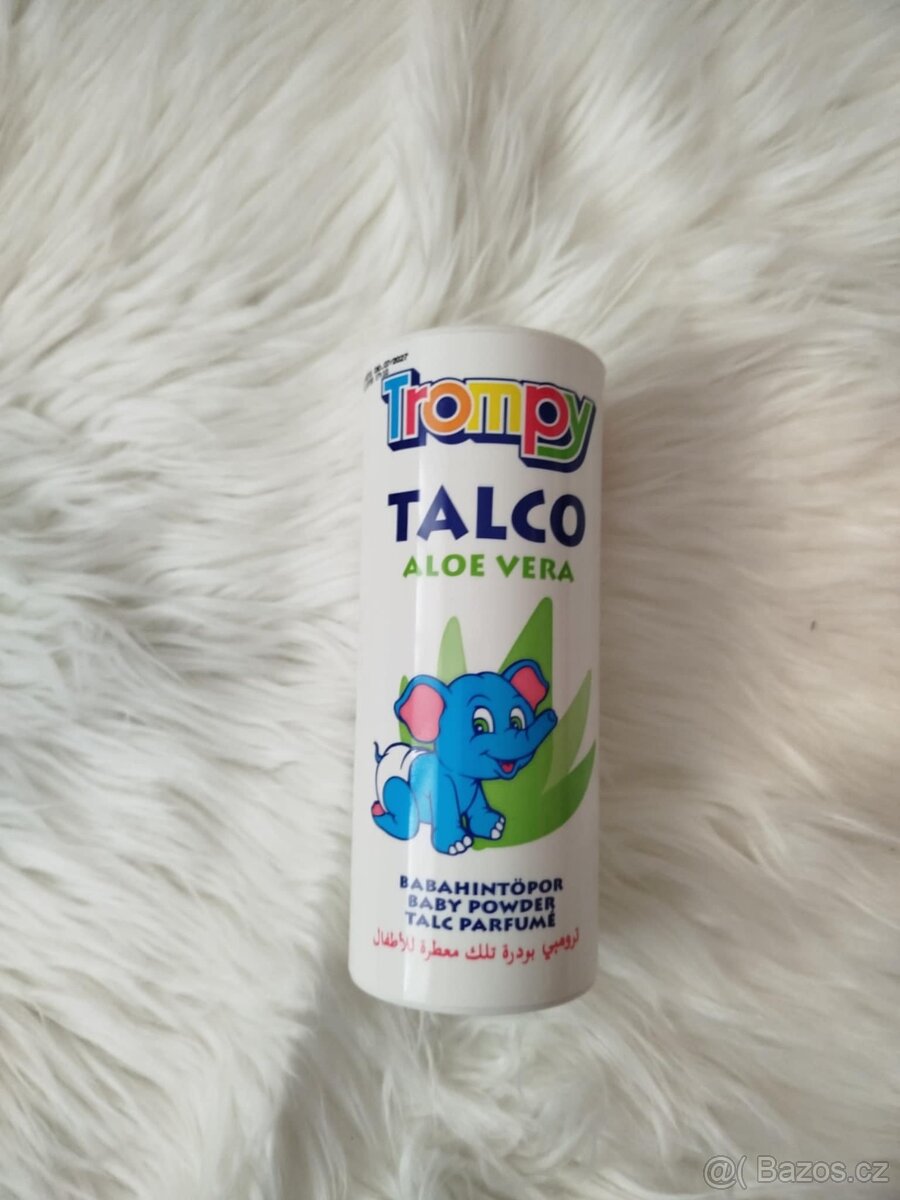 Trompy
TALCO
ALOE VERA
BABAHINTÖPOR
BABY POWDER
TALC PARFUMÉ
ترومبي بودرة تلك معطرة للأطفال
@( Bazos.cz